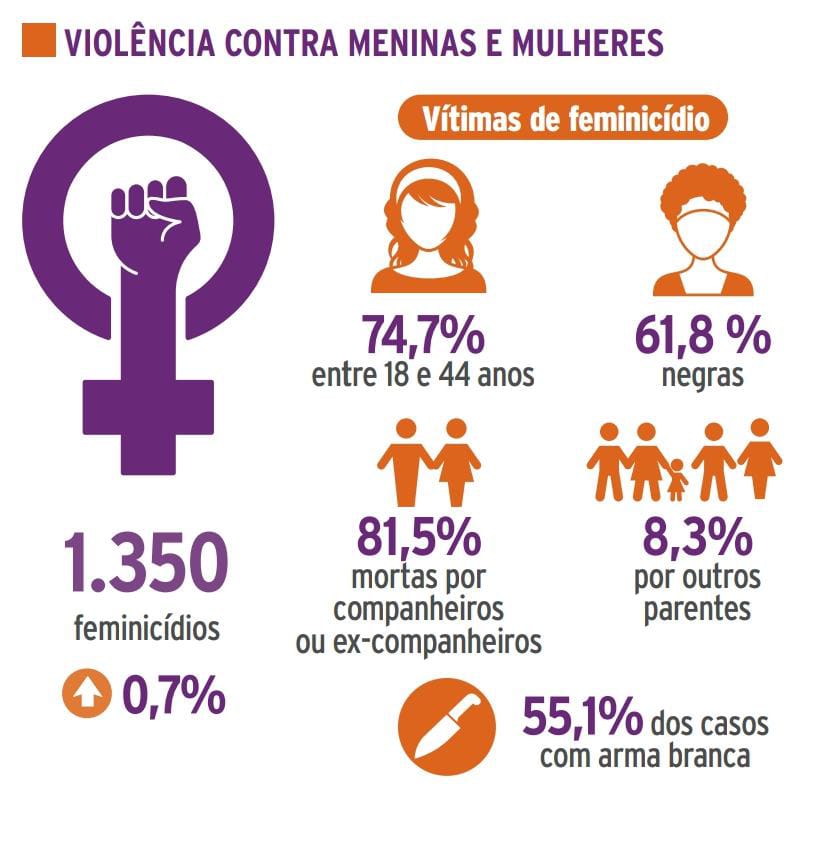 VIOLÊNCIA CONTRA MENINAS E MULHERES
Vítimas de feminicídio
74,7%
entre 18 e 44 anos
61,8 %
negras
81,5%
mortas por
companheiros
ou ex-companheiros
8,3%
por outros
parentes
1.350
feminicídios
0,7%
55,1% dos casos
com arma branca